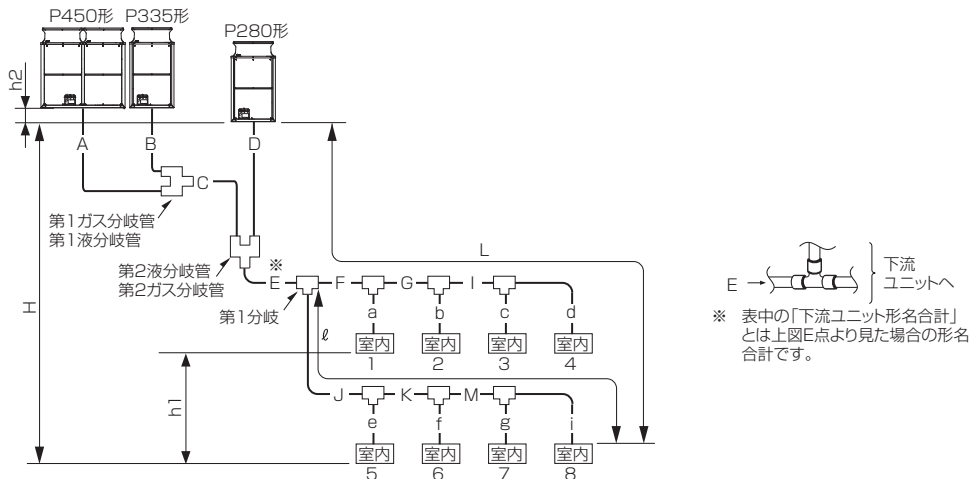 P450形 P335形
P280形
h2
A
B
D
C
H
第1ガス分岐管
第1液分岐管
第2液分岐管
第2ガス分岐管
※
E
F
G
I
L
第1分岐
ℓ
a
b
c
d
室内
室内
室内
室内
1
2
3
4
h1
J
K
M
e
f
g
i
室内
室内
室内
室内
5
6
7
8
E
下流
ユニットへ
※ 表中の「下流ユニット形名合計」
とは上図E点より見た場合の形名
合計です。